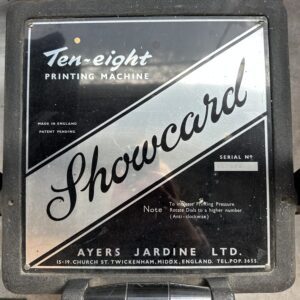 Ten-eight
PRINTING MACHINE
MADE IN ENGLAND
PATENT PENDING
Showcard
SERIAL No
Note
To increase Printing Pressure
Rotate Dials to a higher number
(Anti-clockwise)
AYERS JARDINE LTD.
15-19. CHURCH ST. TWICKENHAM, MIDDX, ENGLAND. TEL.POP. 3655.